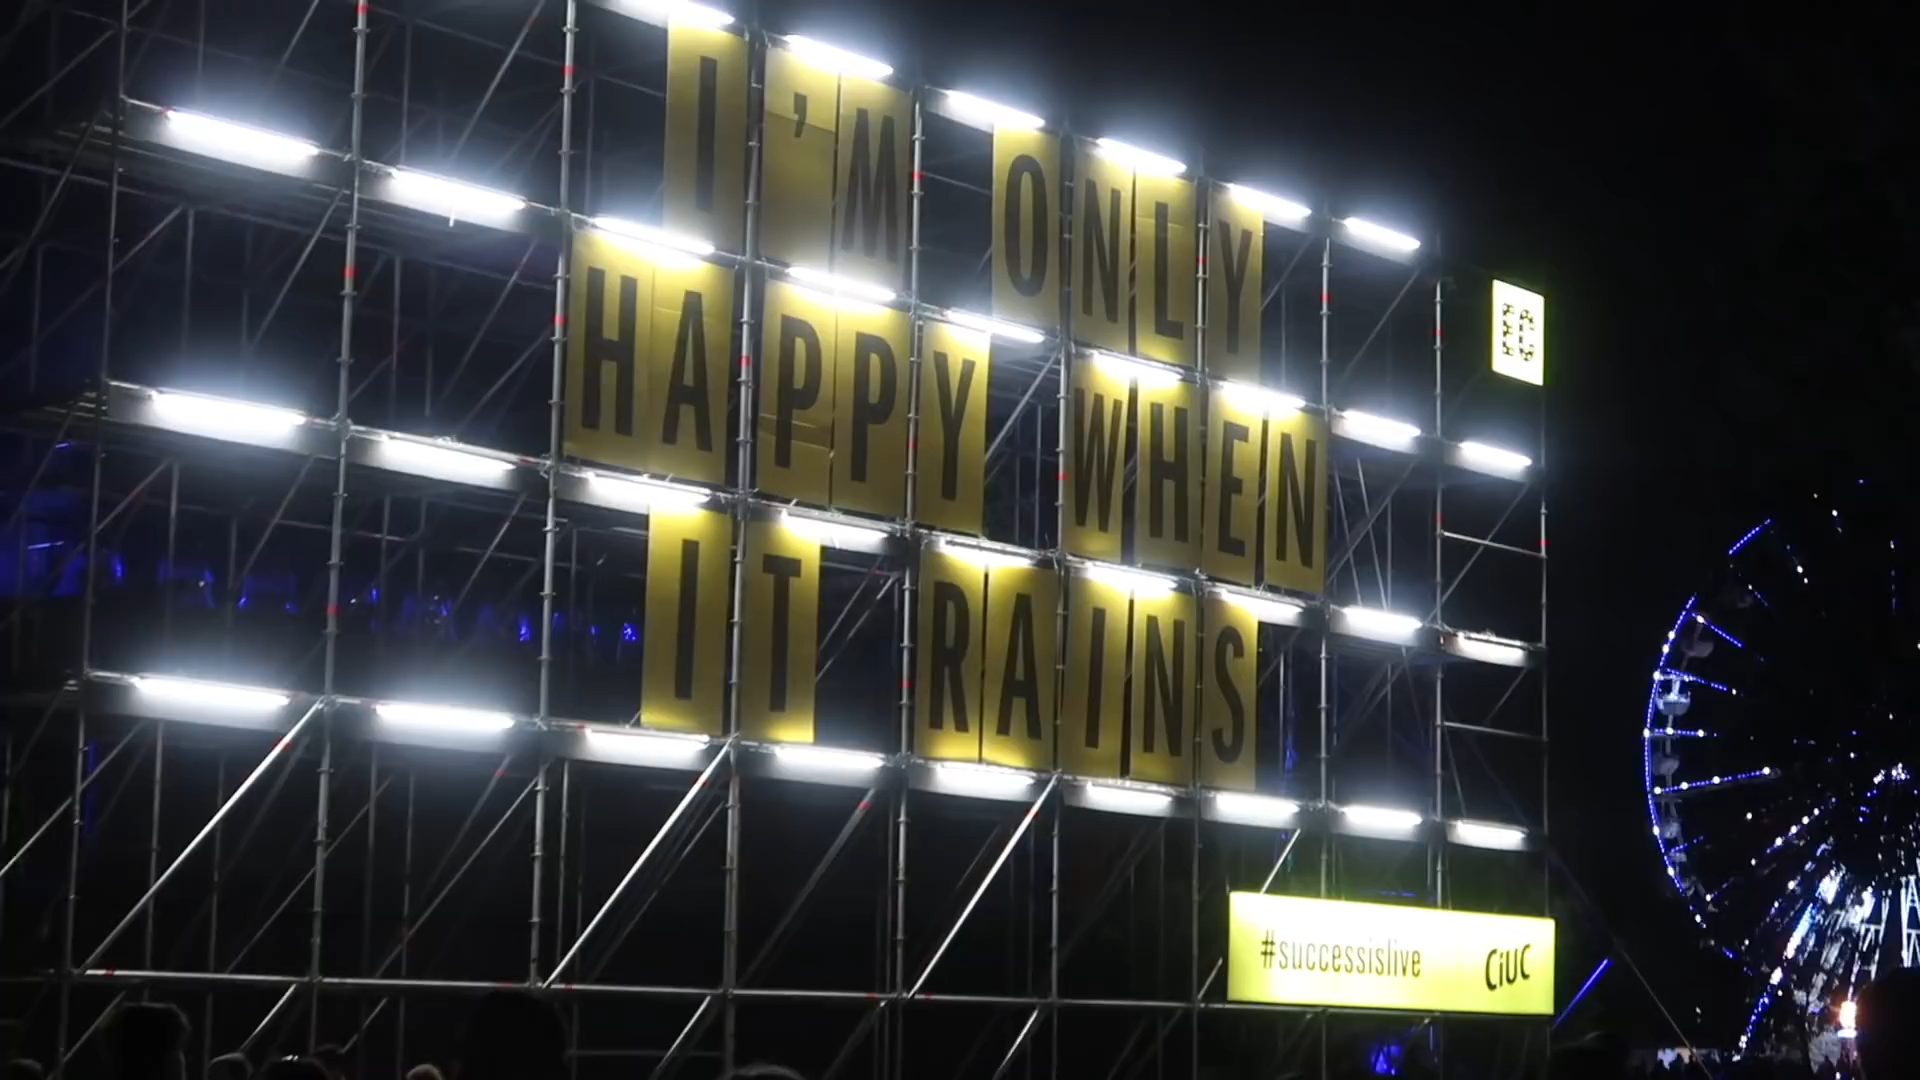 I'M ONLY
HAPPY WHEN
IT RAINS
EC
#successislive
CiUC